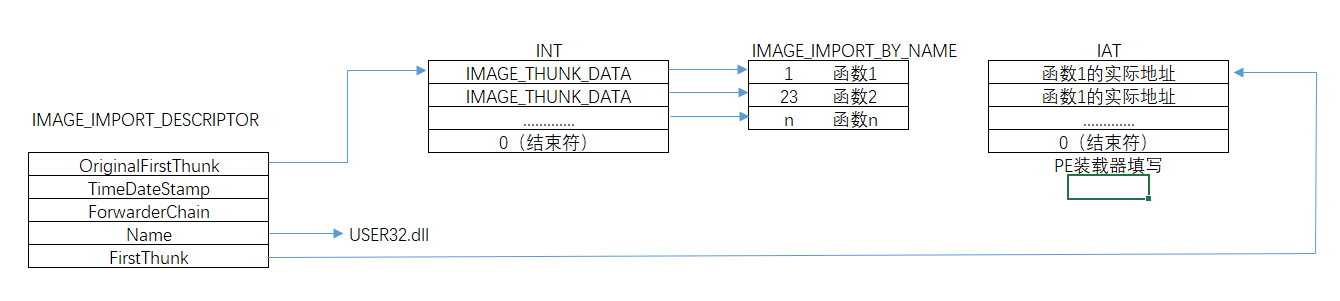 INT
IMAGE_IMPORT_BY_NAME
IAT
IMAGE_THUNK_DATA
1 函数1
函数1的实际地址
IMAGE_THUNK_DATA
23 函数2
函数1的实际地址
.............
n 函数n
.............
0（结束符）
0（结束符）
PE装载器填写
IMAGE_IMPORT_DESCRIPTOR
OriginalFirstThunk
TimeDateStamp
ForwarderChain
Name
USER32.dll
FirstThunk